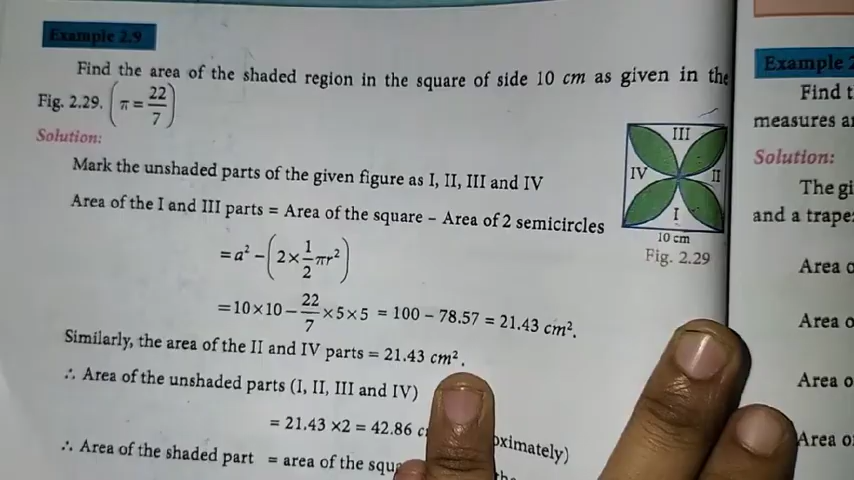 Example 2.9
Find the area of the shaded region in the square of side 10 cm as given in the
Fig. 2.29. (π = 22/7)
Solution:
Mark the unshaded parts of the given figure as I, II, III and IV
Area of the I and III parts = Area of the square – Area of 2 semicircles
= a² – (2 × 1/2 πr²)
= 10 × 10 – 22/7 × 5 × 5 = 100 – 78.57 = 21.43 cm².
Similarly, the area of the II and IV parts = 21.43 cm².
∴ Area of the unshaded parts (I, II, III and IV)
= 21.43 ×2 = 42.86
∴ Area of the shaded part = area of the
III
IV
II
I
10 cm
Fig. 2.29
Example
Find
measures
Solution:
The
and a
Area
Area
Area
Area